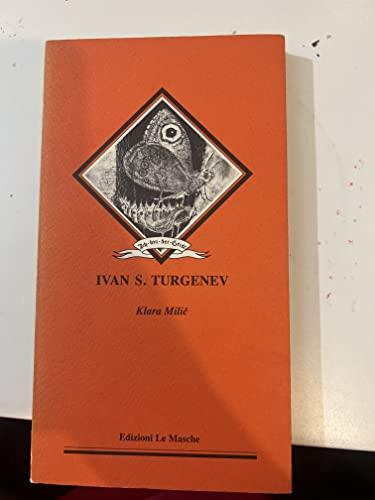 IVAN S. TURGENEV
Klara Milič
Edizioni Le Masche